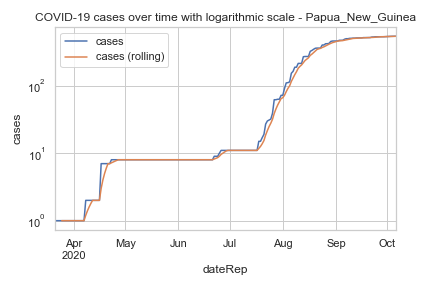 COVID-19 cases over time with logarithmic scale - Papua_New_Guinea
cases
cases (rolling)
10²
10¹
10⁰
cases
Apr
2020
May
Jun
Jul
Aug
Sep
Oct
dateRep